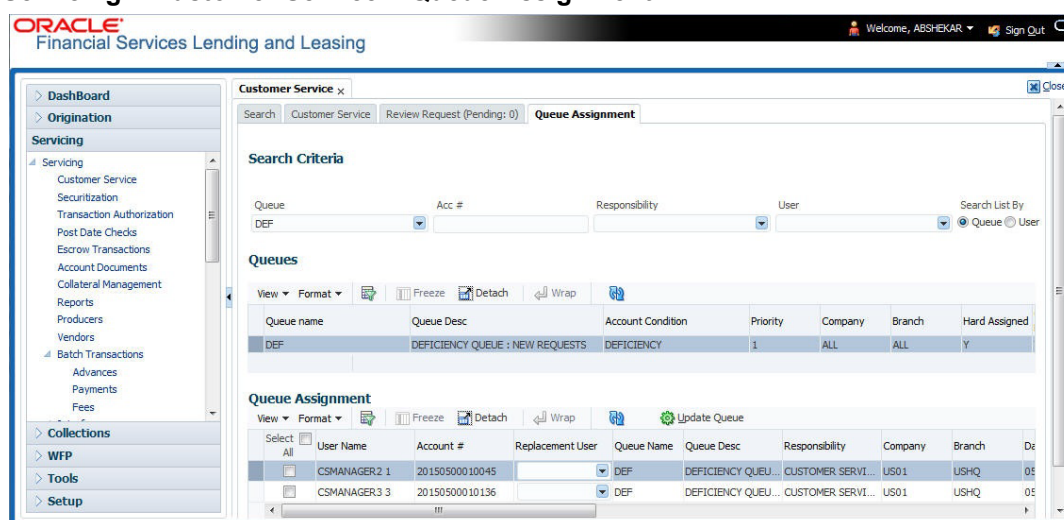 ORACLE
Financial Services Lending and Leasing
Welcome, ABSHEKAR
Sign Out
DashBoard
Origination
Servicing
Servicing
Customer Service
Securitization
Transaction Authorization
Post Date Checks
Escrow Transactions
Account Documents
Collateral Management
Reports
Producers
Vendors
Batch Transactions
Advances
Payments
Fees
Collections
WFP
Tools
Setup
Customer Service
Close
Search Customer Service Review Request (Pending: 0) Queue Assignment
Search Criteria
Queue Acc # Responsibility User Search List By
DEF Queue User
Queues
View Format Freeze Detach Wrap
Queue name Queue Desc Account Condition Priority Company Branch Hard Assigned
DEF DEFICIENCY QUEUE : NEW REQUESTS DEFICIENCY 1 ALL ALL Y
Queue Assignment
View Format Freeze Detach Wrap Update Queue
Select All User Name Account # Replacement User Queue Name Queue Desc Responsibility Company Branch Da
CSMANAGER2 1 20150500010045 DEF DEFICIENCY QUEU... CUSTOMER SERVI... US01 USHQ 05
CSMANAGER3 3 20150500010136 DEF DEFICIENCY QUEU... CUSTOMER SERVI... US01 USHQ 05